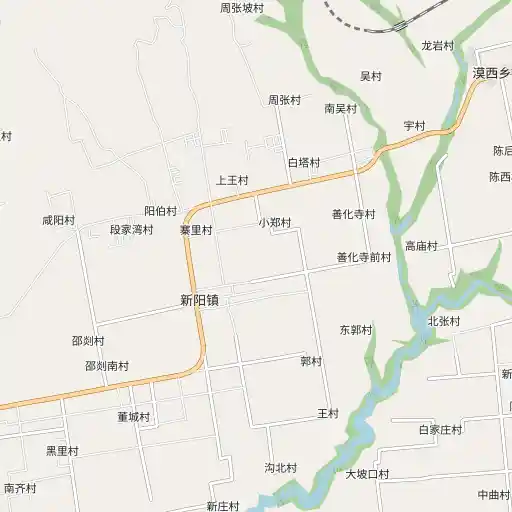 周张坡村
龙岩村
漠西乡
吴村
周张村
南吴村
宇村
村
陈后
白塔村
陈西
上王村
阳伯村
善化寺村
咸阳村
小郑村
段家湾村
寨里村
高庙村
善化寺前村
新阳镇
北张村
东郭村
邵剡村
郭村
邵剡南村
新
董城村
王村
白家庄村
黑里村
沟北村
大坡口村
南齐村
中曲村
新庄村